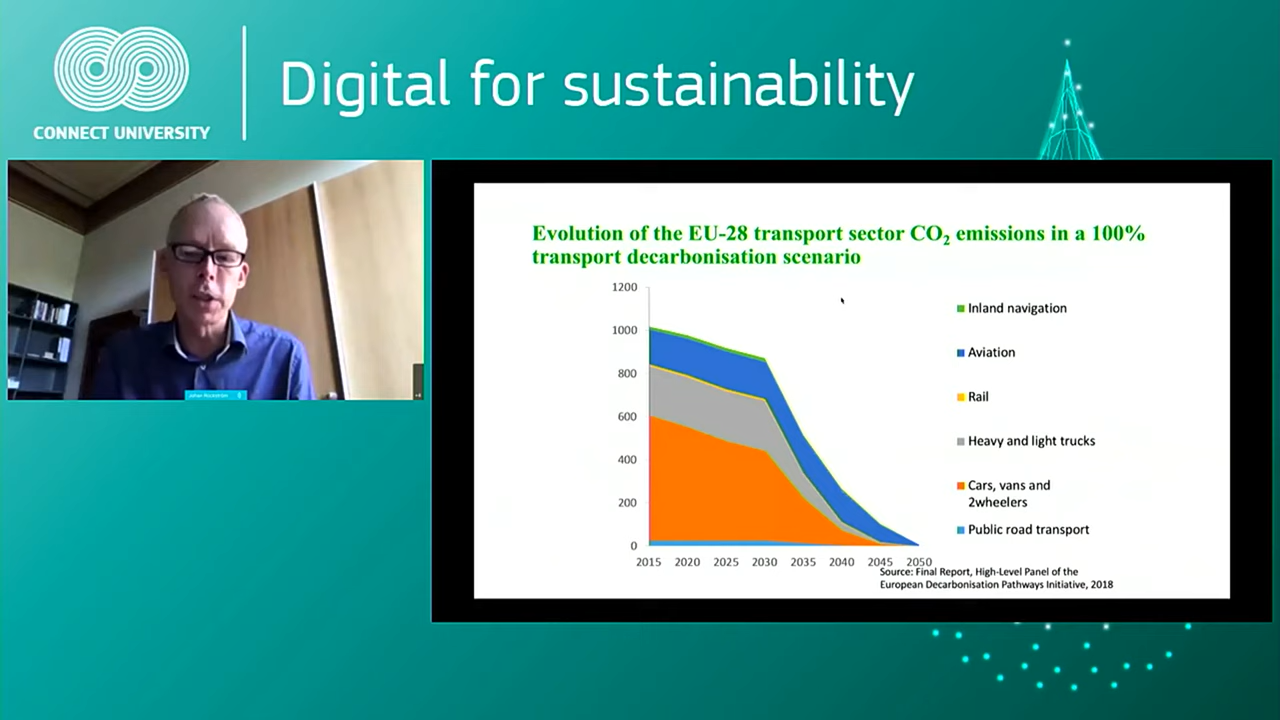 CONNECT UNIVERSITY
Digital for sustainability
Johan Rockström
Evolution of the EU-28 transport sector CO₂ emissions in a 100%
transport decarbonisation scenario
1200
1000
800
600
400
200
0
2015 2020 2025 2030 2035 2040 2045 2050
Inland navigation
Aviation
Rail
Heavy and light trucks
Cars, vans and
2wheelers
Public road transport
Source: Final Report, High-Level Panel of the
European Decarbonisation Pathways Initiative, 2018